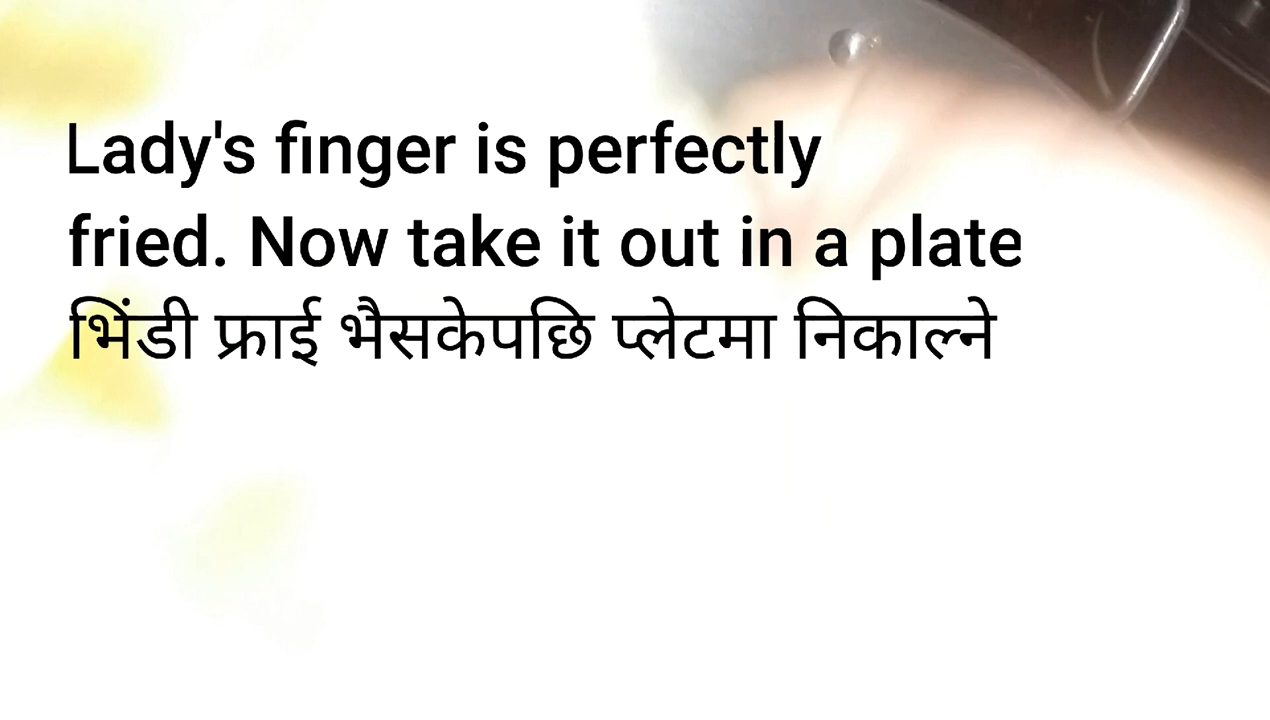 Lady's finger is perfectly
fried. Now take it out in a plate
भिंडी फ्राई भैसकेपछि प्लेटमा निकाल्ने